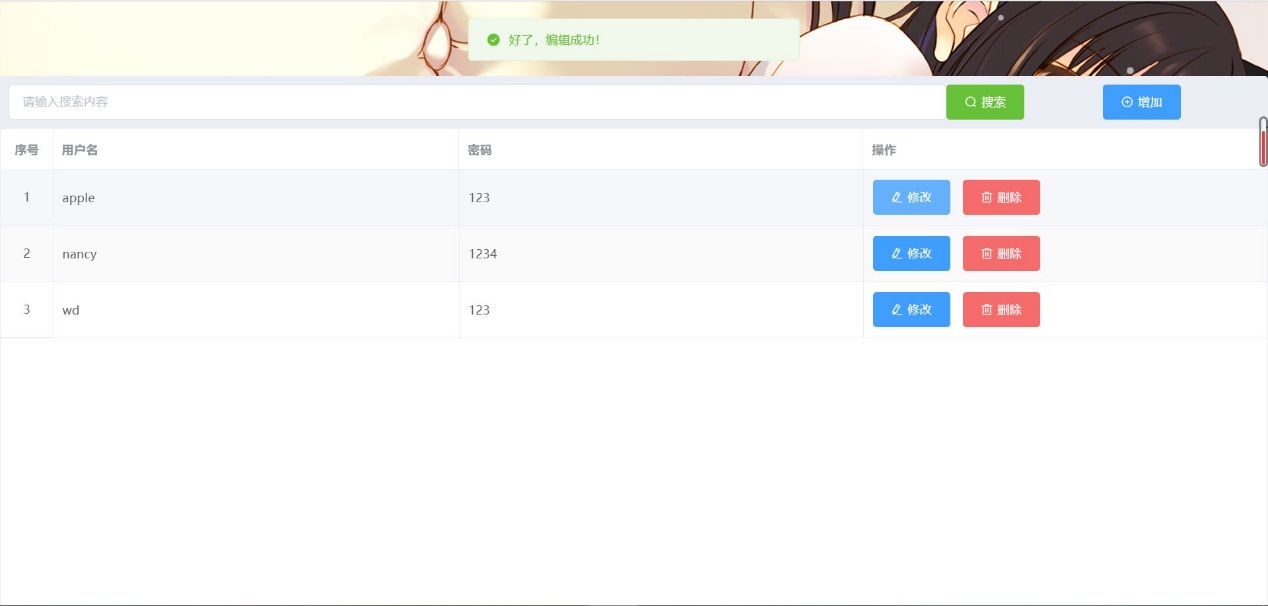 好了，编辑成功！
请输入搜索内容
搜索
增加
序号 用户名 密码 操作
1 apple 123 修改 删除
2 nancy 1234 修改 删除
3 wd 123 修改 删除